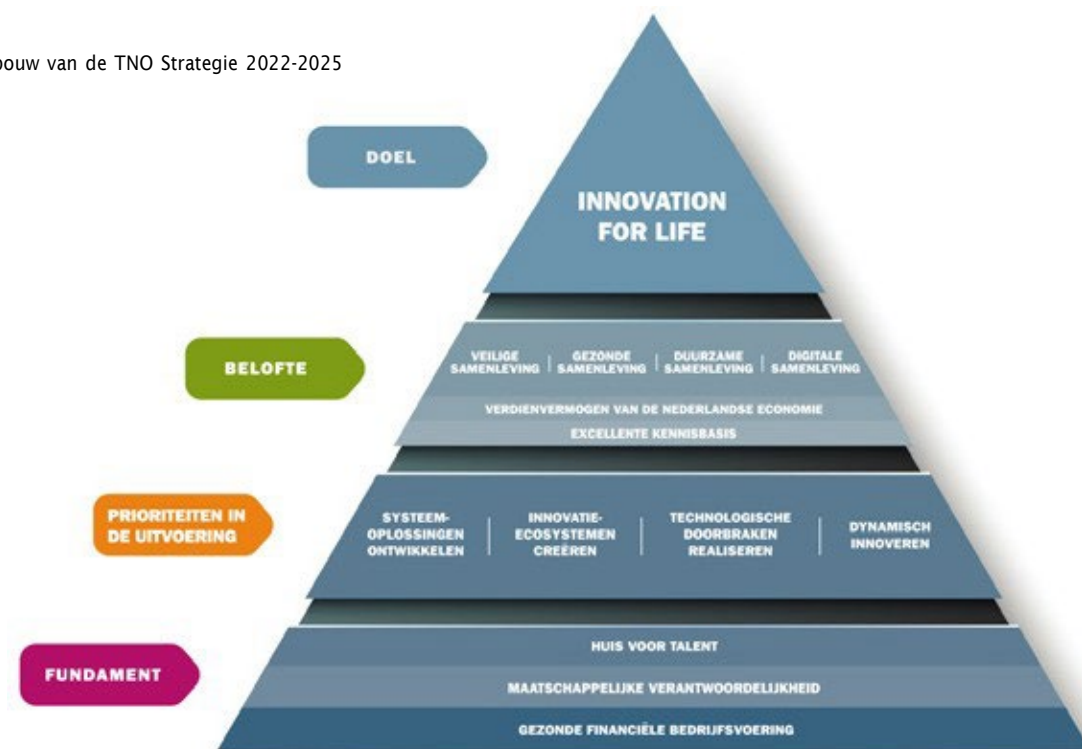 bouw van de TNO Strategie 2022-2025
DOEL
INNOVATION
FOR LIFE
BELOFTE
VEILIGE
SAMENLEVING
GEZONDE
SAMENLEVING
DUURZAME
SAMENLEVING
DIGITALE
SAMENLEVING
VERDIENVERMOGEN VAN DE NEDERLANDSE ECONOMIE
EXCELLENTE KENNISBASIS
PRIORITEITEN IN
DE UITVOERING
SYSTEEM-
OPLOSSINGEN
ONTWIKKELEN
INNOVATIE-
ECOSYSTEMEN
CREËREN
TECHNOLOGISCHE
DOORBRAKEN
REALISEREN
DYNAMISCH
INNOVEREN
FUNDAMENT
HUIS VOOR TALENT
MAATSCHAPPELIJKE VERANTWOORDELIJKHEID
GEZONDE FINANCIËLE BEDRIJFSVOERING